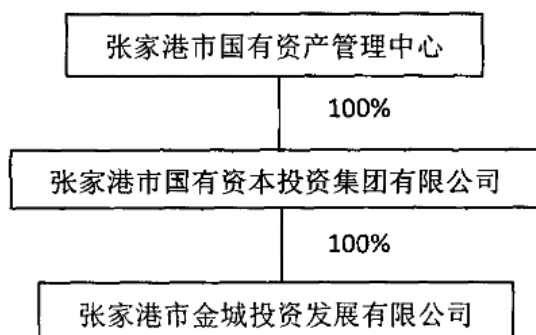 张家港市国有资产管理中心
100%
张家港市国有资本投资集团有限公司
100%
张家港市金城投资发展有限公司